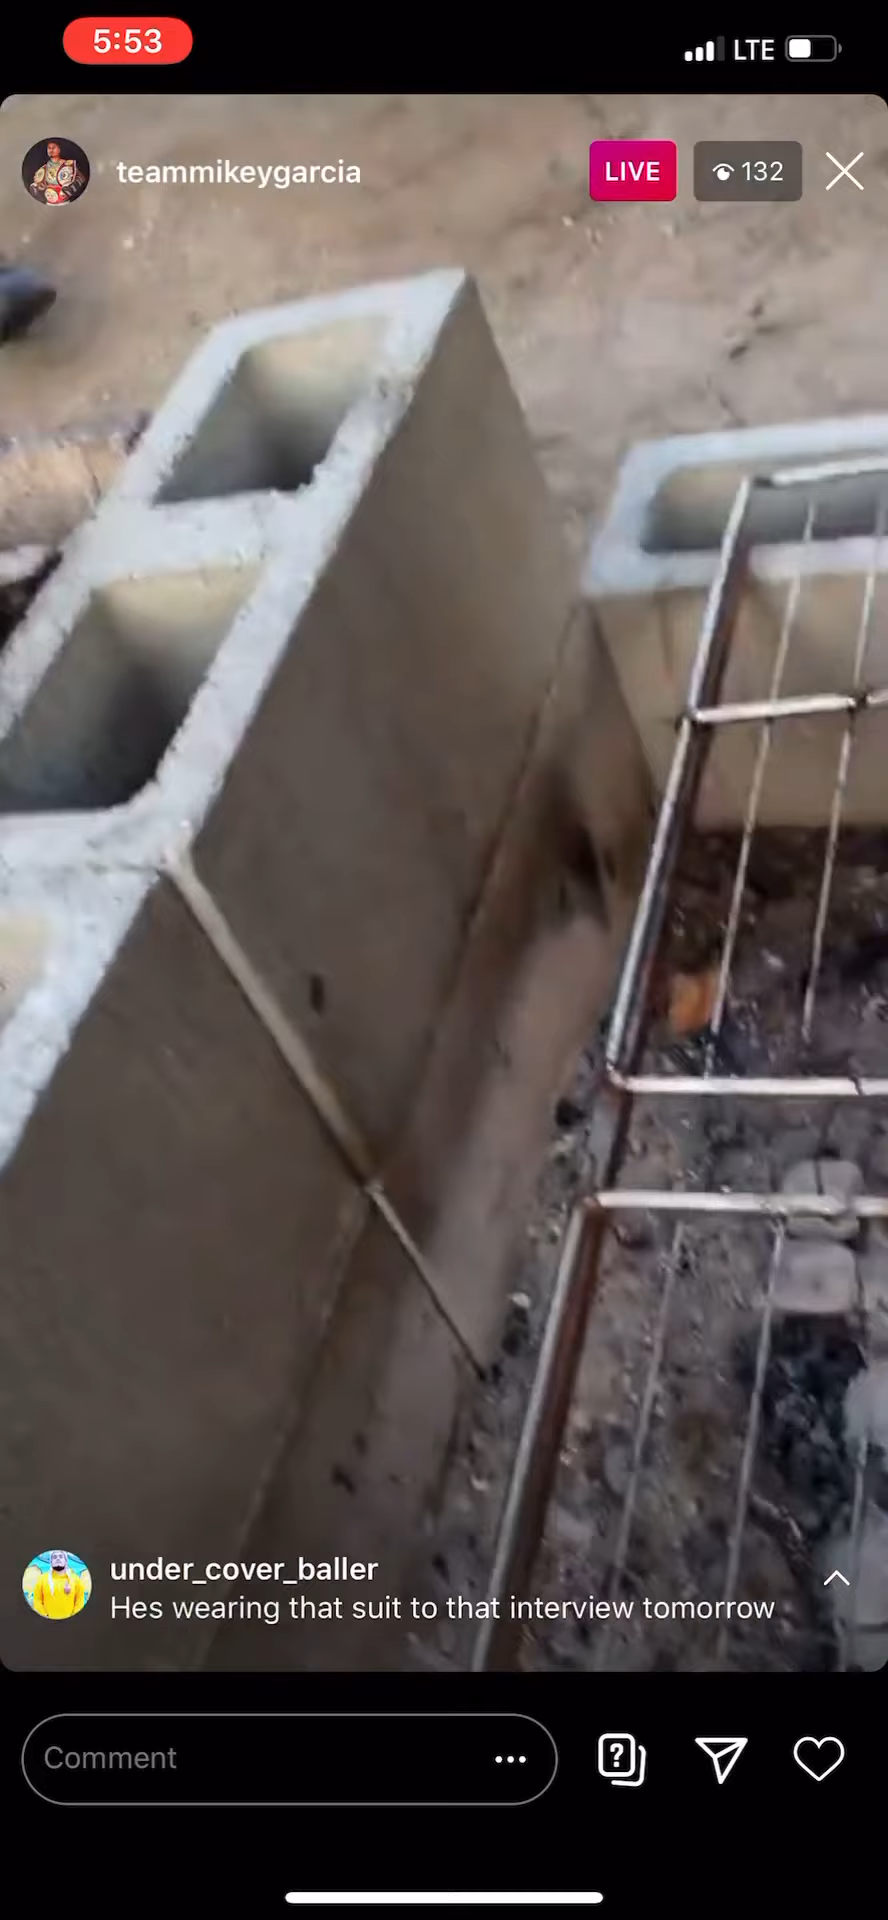 5:53
LTE
teammikeygarcia
LIVE
132
under_cover_baller
Hes wearing that suit to that interview tomorrow
Comment